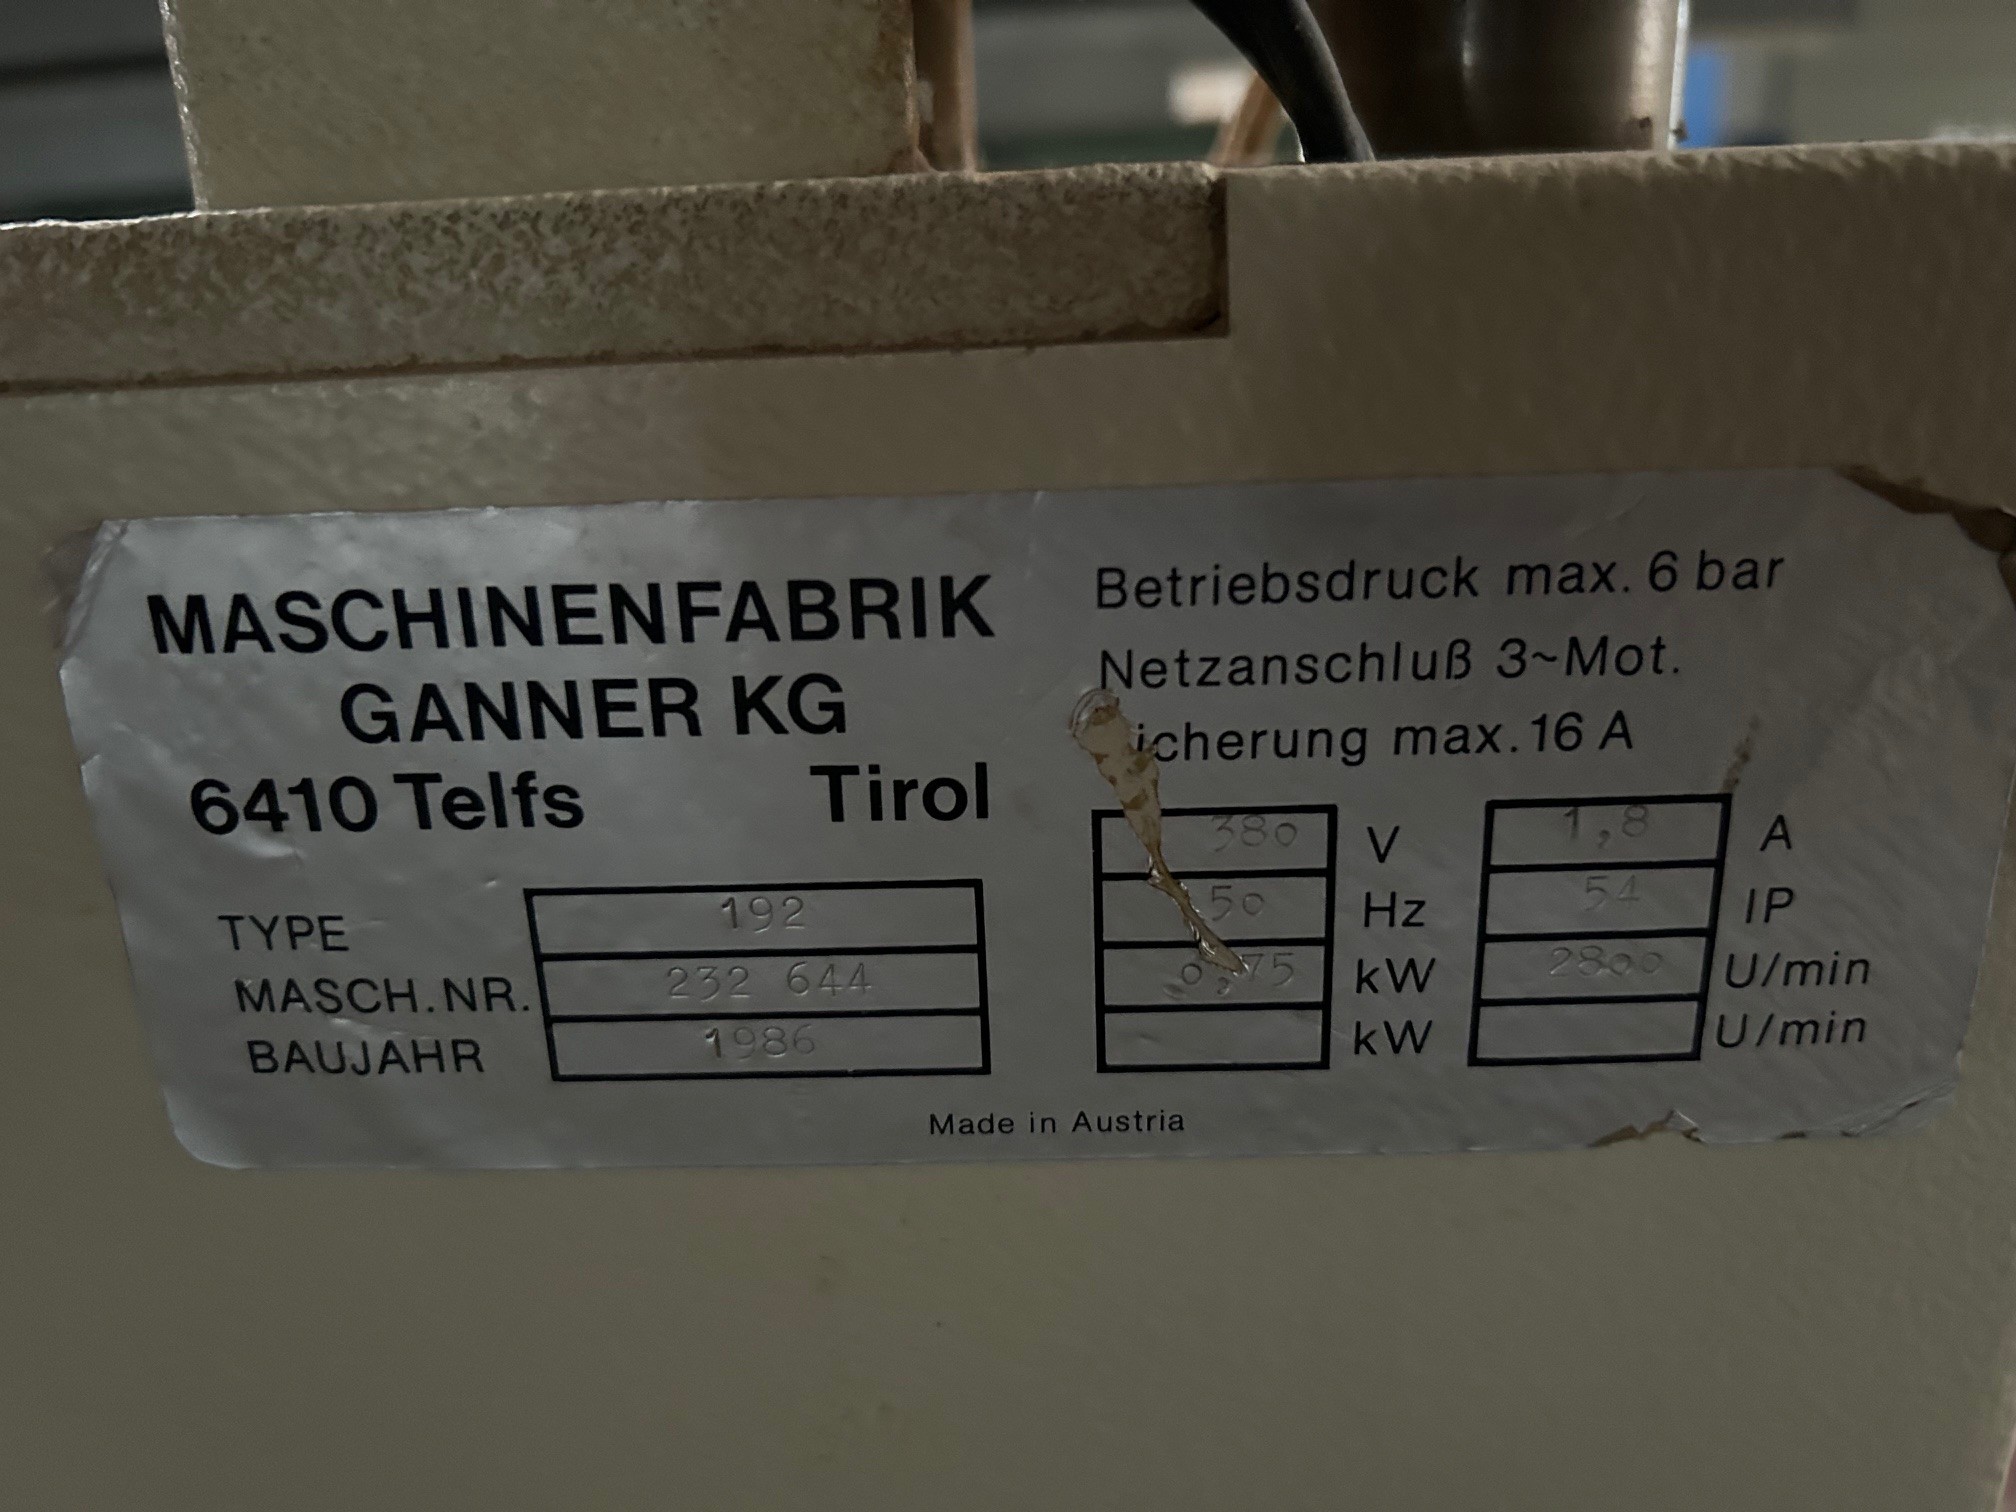 MASCHINENFABRIK
GANNER KG
6410 Telfs Tirol
TYPE 192
MASCH.NR. 232 644
BAUJAHR 1986
Betriebsdruck max. 6 bar
Netzanschluß 3~Mot.
icherung max. 16 A
380 V 1,8 A
50 Hz 54 IP
0,75 kW 2800 U/min
kW U/min
Made in Austria